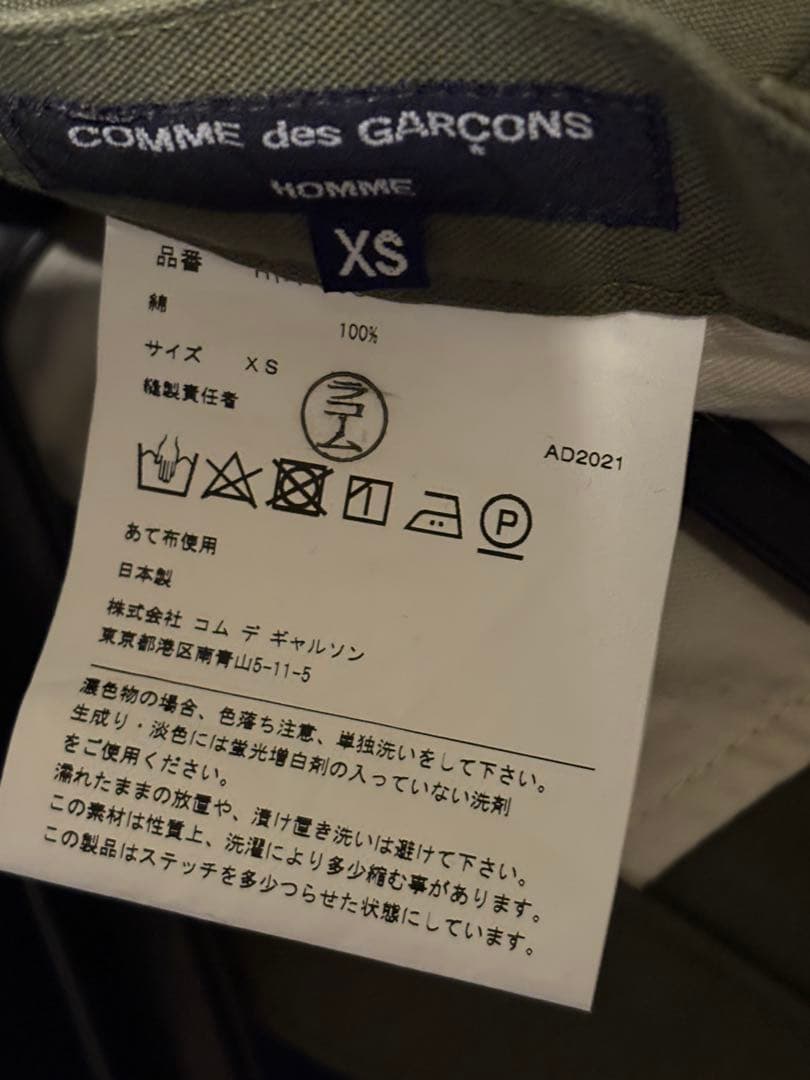 COMME des GARÇONS
HOMME
XS
品番
綿
100%
サイズ XS
縫製責任者
ラコーム
AD2021
P
あて布使用
日本製
株式会社 コム デ ギャルソン
東京都港区南青山5-11-5
濃色物の場合、色落ち注意、単独洗いをして下さい。
生成り・淡色には蛍光増白剤の入っていない洗剤
をご使用ください。
濡れたままの放置や、漬け置き洗いは避けて下さい。
この素材は性質上、洗濯により多少縮む事があります。
この製品はステッチを多少つらせた状態にしています。